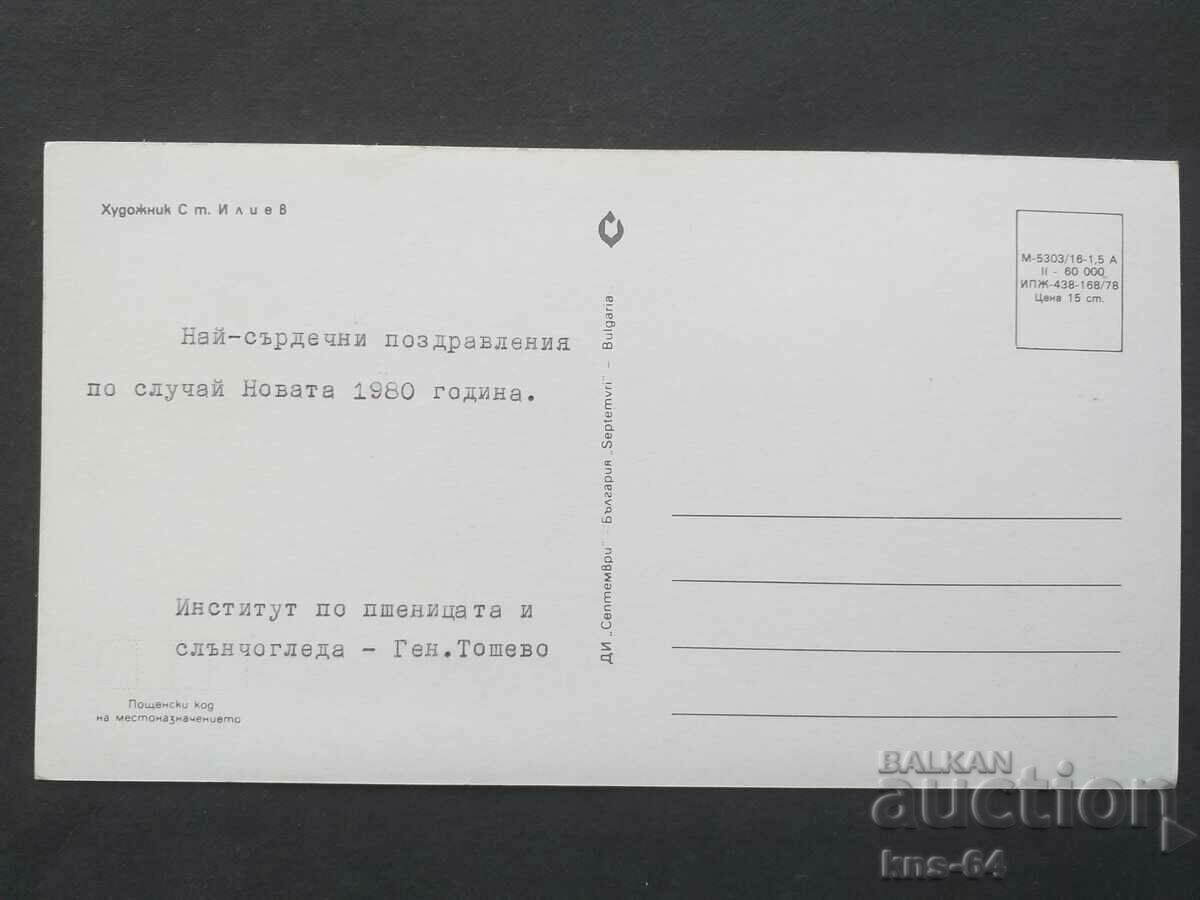 Художник Ст. Илиев
Най-сърдечни поздравления
по случай Новата 1980 година.
Институт по пшеницата и
слънчогледа - Ген.Тошево
Пощенски код
на местоназначението
ДИ „Септември" - България „Septemvri" - Bulgaria
М-5303/16-1,5 А
II - 60 000
ИПЖ-438-168/78
Цена 15 ст.
BALKAN
auction
kns-64